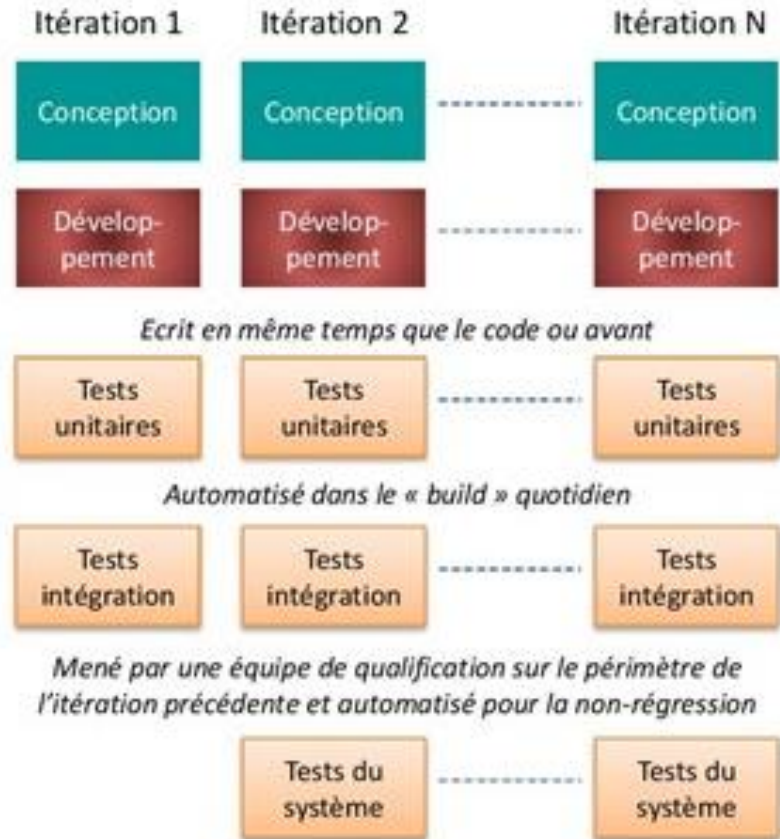 Itération 1 Itération 2 Itération N
Conception Conception Conception
Dévelop- Dévelop- Dévelop-
pement pement pement
Ecrit en même temps que le code ou avant
Tests Tests Tests
unitaires unitaires unitaires
Automatisé dans le « build » quotidien
Tests Tests Tests
intégration intégration intégration
Mené par une équipe de qualification sur le périmètre de
l'itération précédente et automatisé pour la non-régression
Tests du Tests du
système système